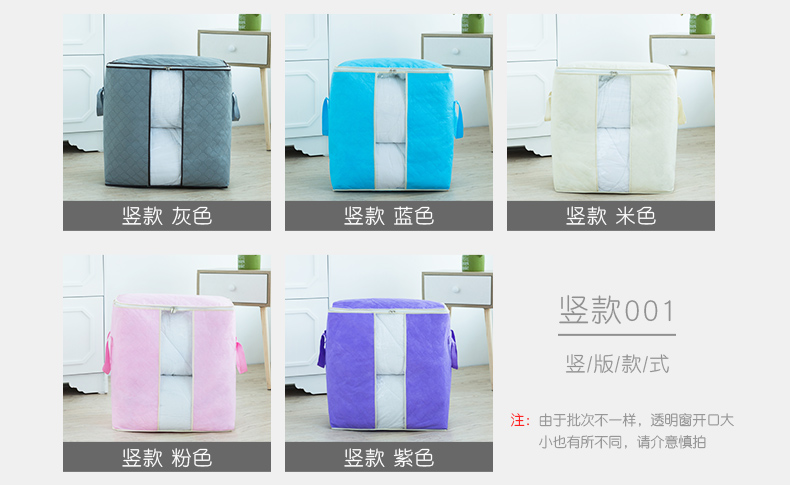 竖款 灰色
竖款 蓝色
竖款 米色
竖款 粉色
竖款 紫色
竖款001
竖/版/款/式
注：由于批次不一样，透明窗开口大
小也有所不同，请介意慎拍